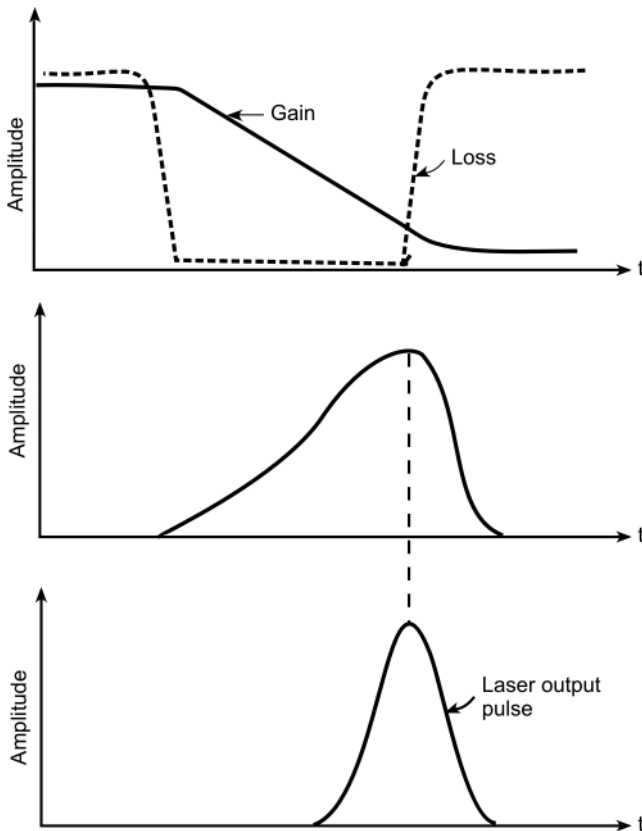 Amplitude
Gain
Loss
t
Amplitude
t
Amplitude
Laser output
pulse
t